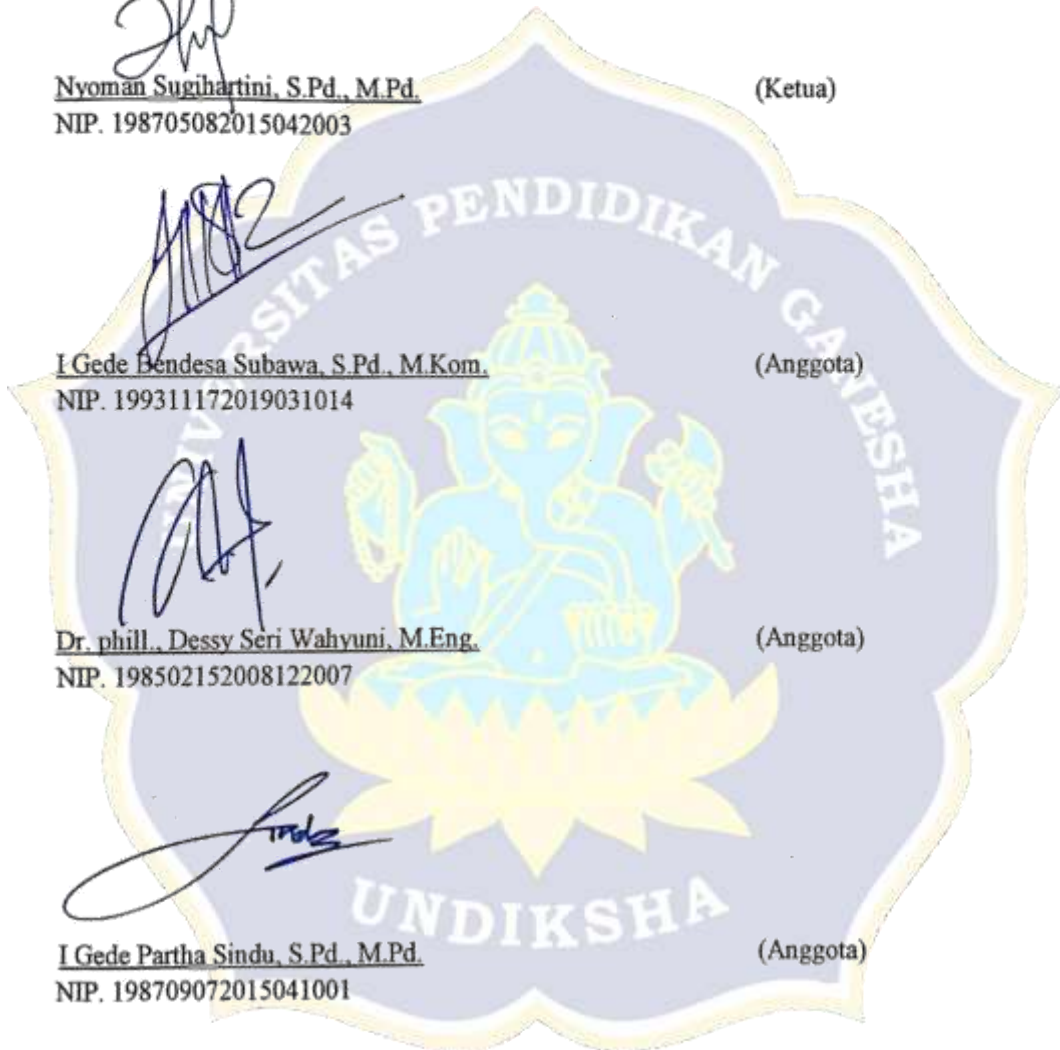 Nyoman Sugihartini, S.Pd., M.Pd. (Ketua)
NIP. 198705082015042003
I Gede Bendesa Subawa, S.Pd., M.Kom. (Anggota)
NIP. 199311172019031014
Dr. phill., Dessy Seri Wahyuni, M.Eng. (Anggota)
NIP. 198502152008122007
I Gede Partha Sindu, S.Pd., M.Pd. (Anggota)
NIP. 198709072015041001
UNIVERSITAS PENDIDIKAN GANESHA
UNDIKSHA